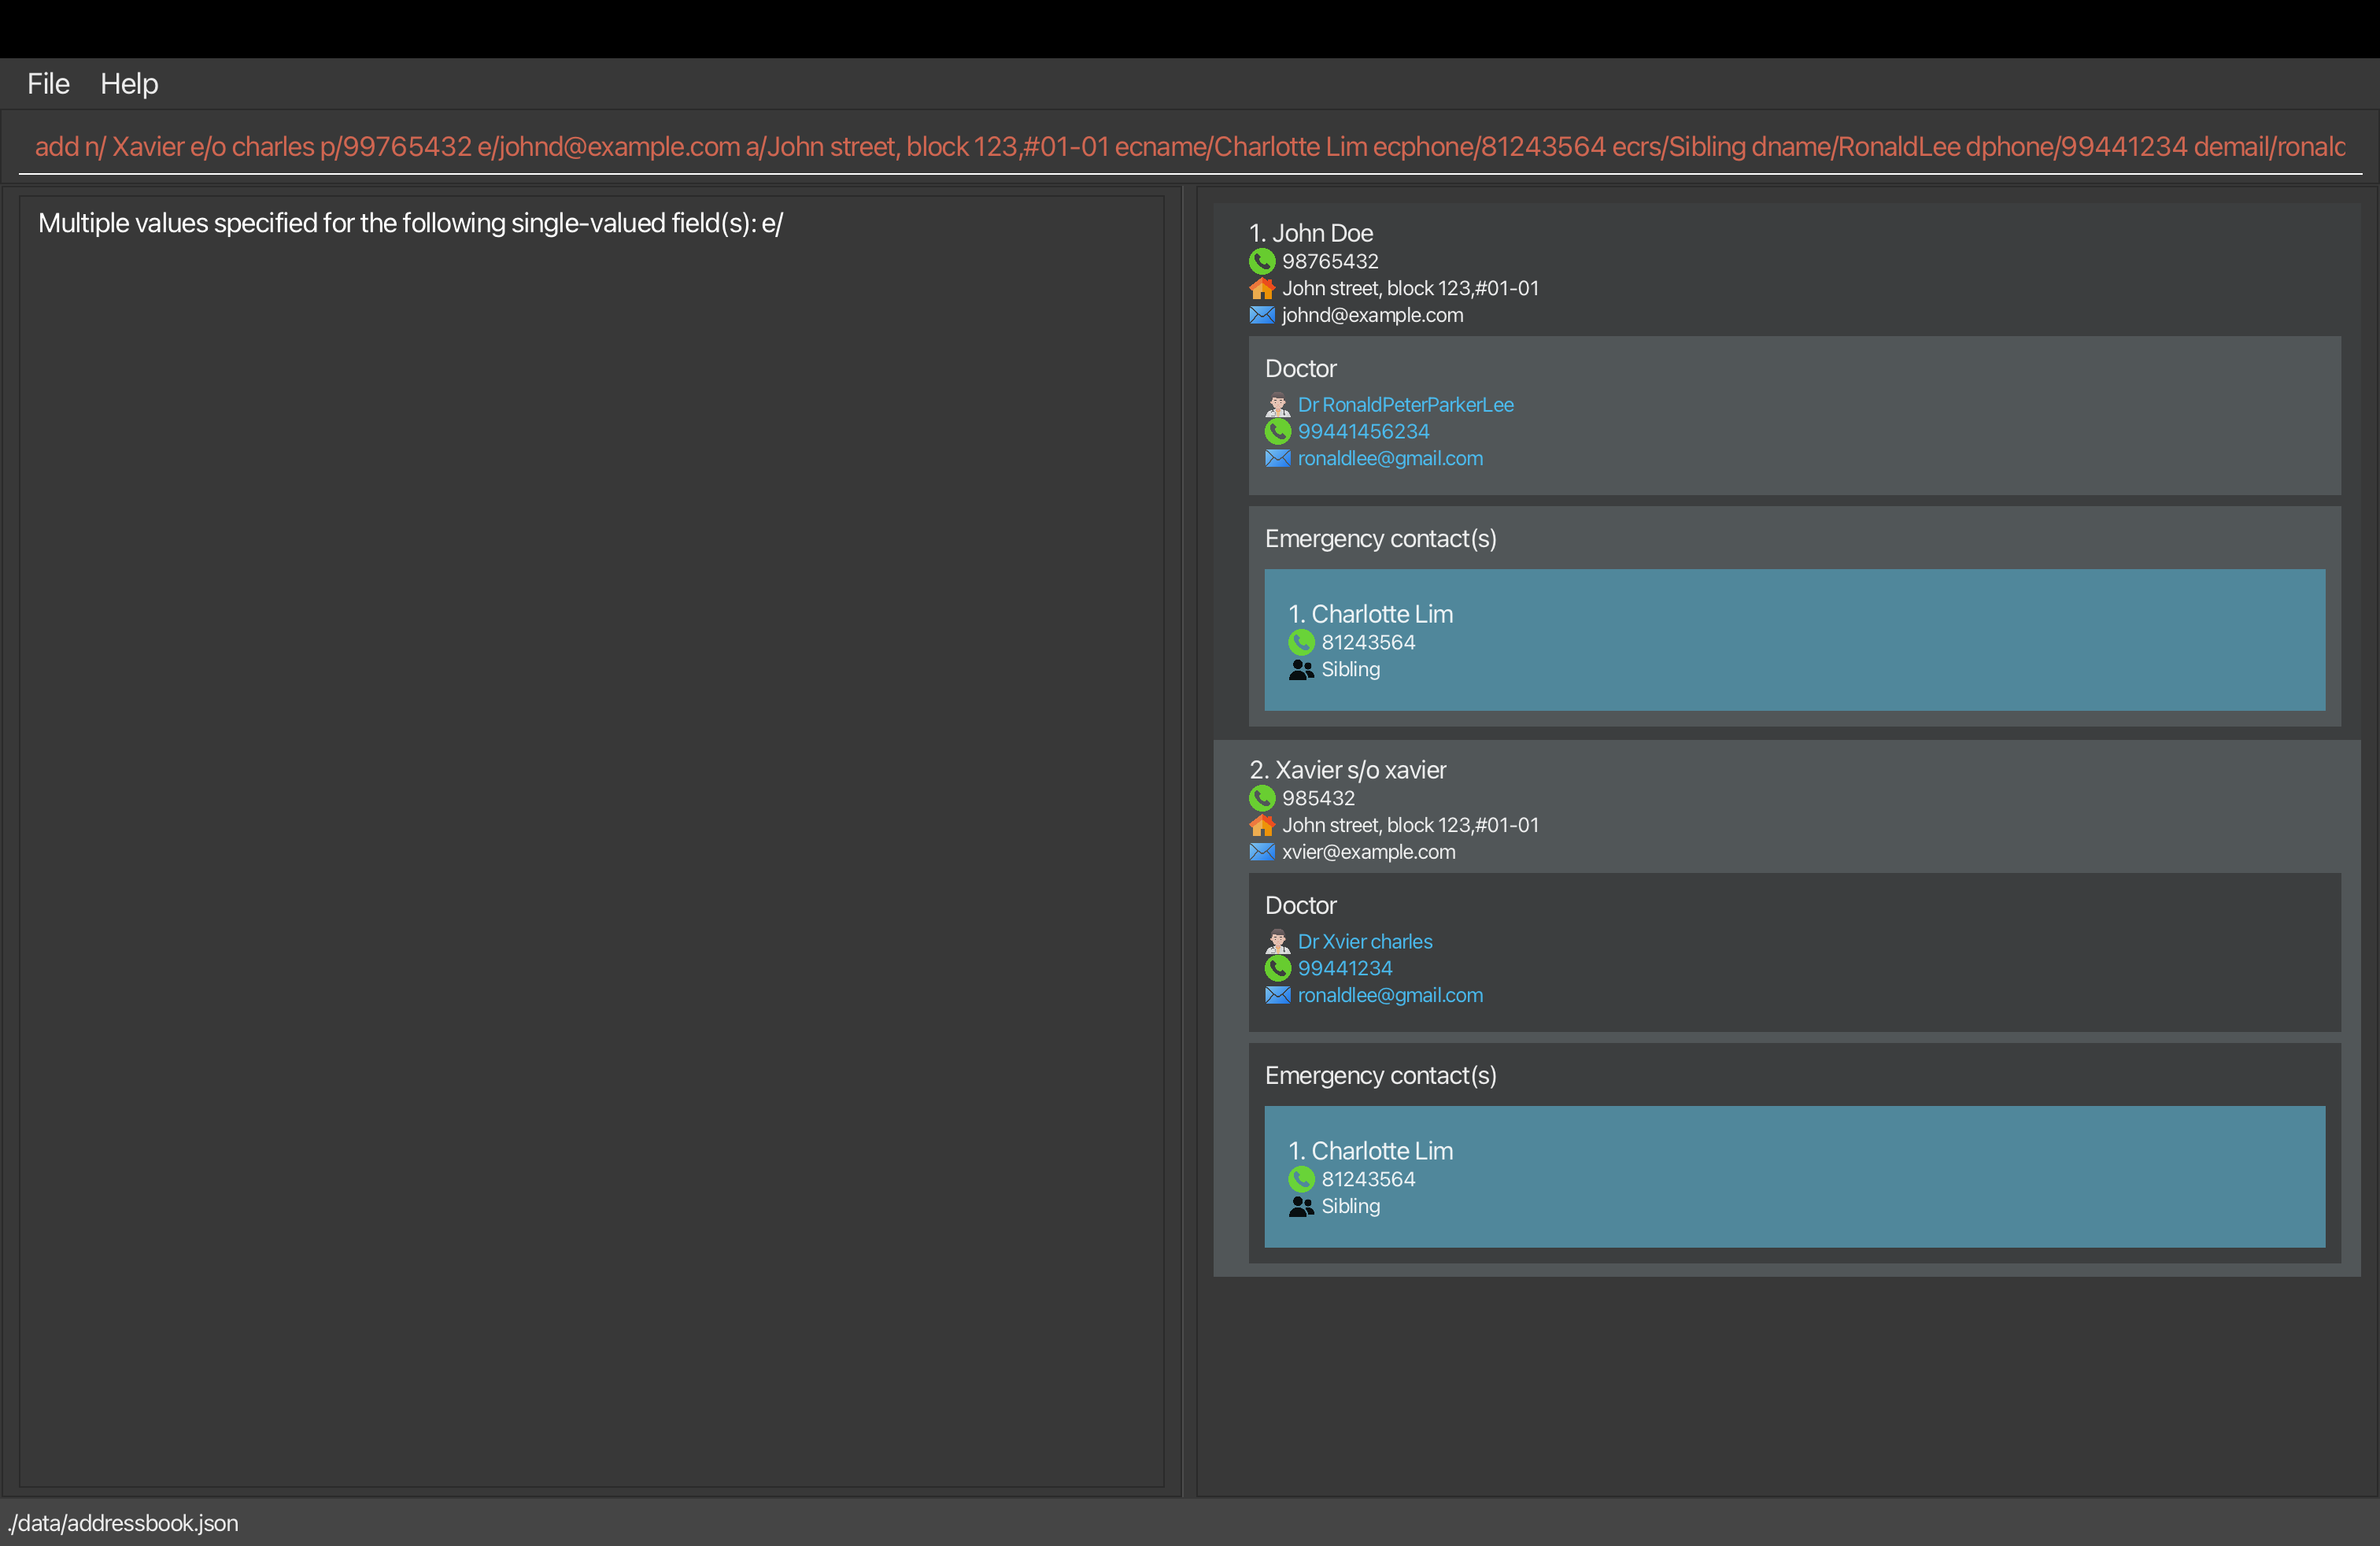 File Help
add n/ Xavier e/o charles p/99765432 e/johnd@example.com a/John street, block 123,#01-01 ecname/Charlotte Lim ecphone/81243564 ecrs/Sibling dname/RonaldLee dphone/99441234 demail/ronalc
Multiple values specified for the following single-valued field(s): e/
1. John Doe
98765432
John street, block 123,#01-01
johnd@example.com
Doctor
Dr RonaldPeterParkerLee
99441456234
ronaldlee@gmail.com
Emergency contact(s)
1. Charlotte Lim
81243564
Sibling
2. Xavier s/o xavier
985432
John street, block 123,#01-01
xvier@example.com
Doctor
Dr Xvier charles
99441234
ronaldlee@gmail.com
Emergency contact(s)
1. Charlotte Lim
81243564
Sibling
./data/addressbook.json